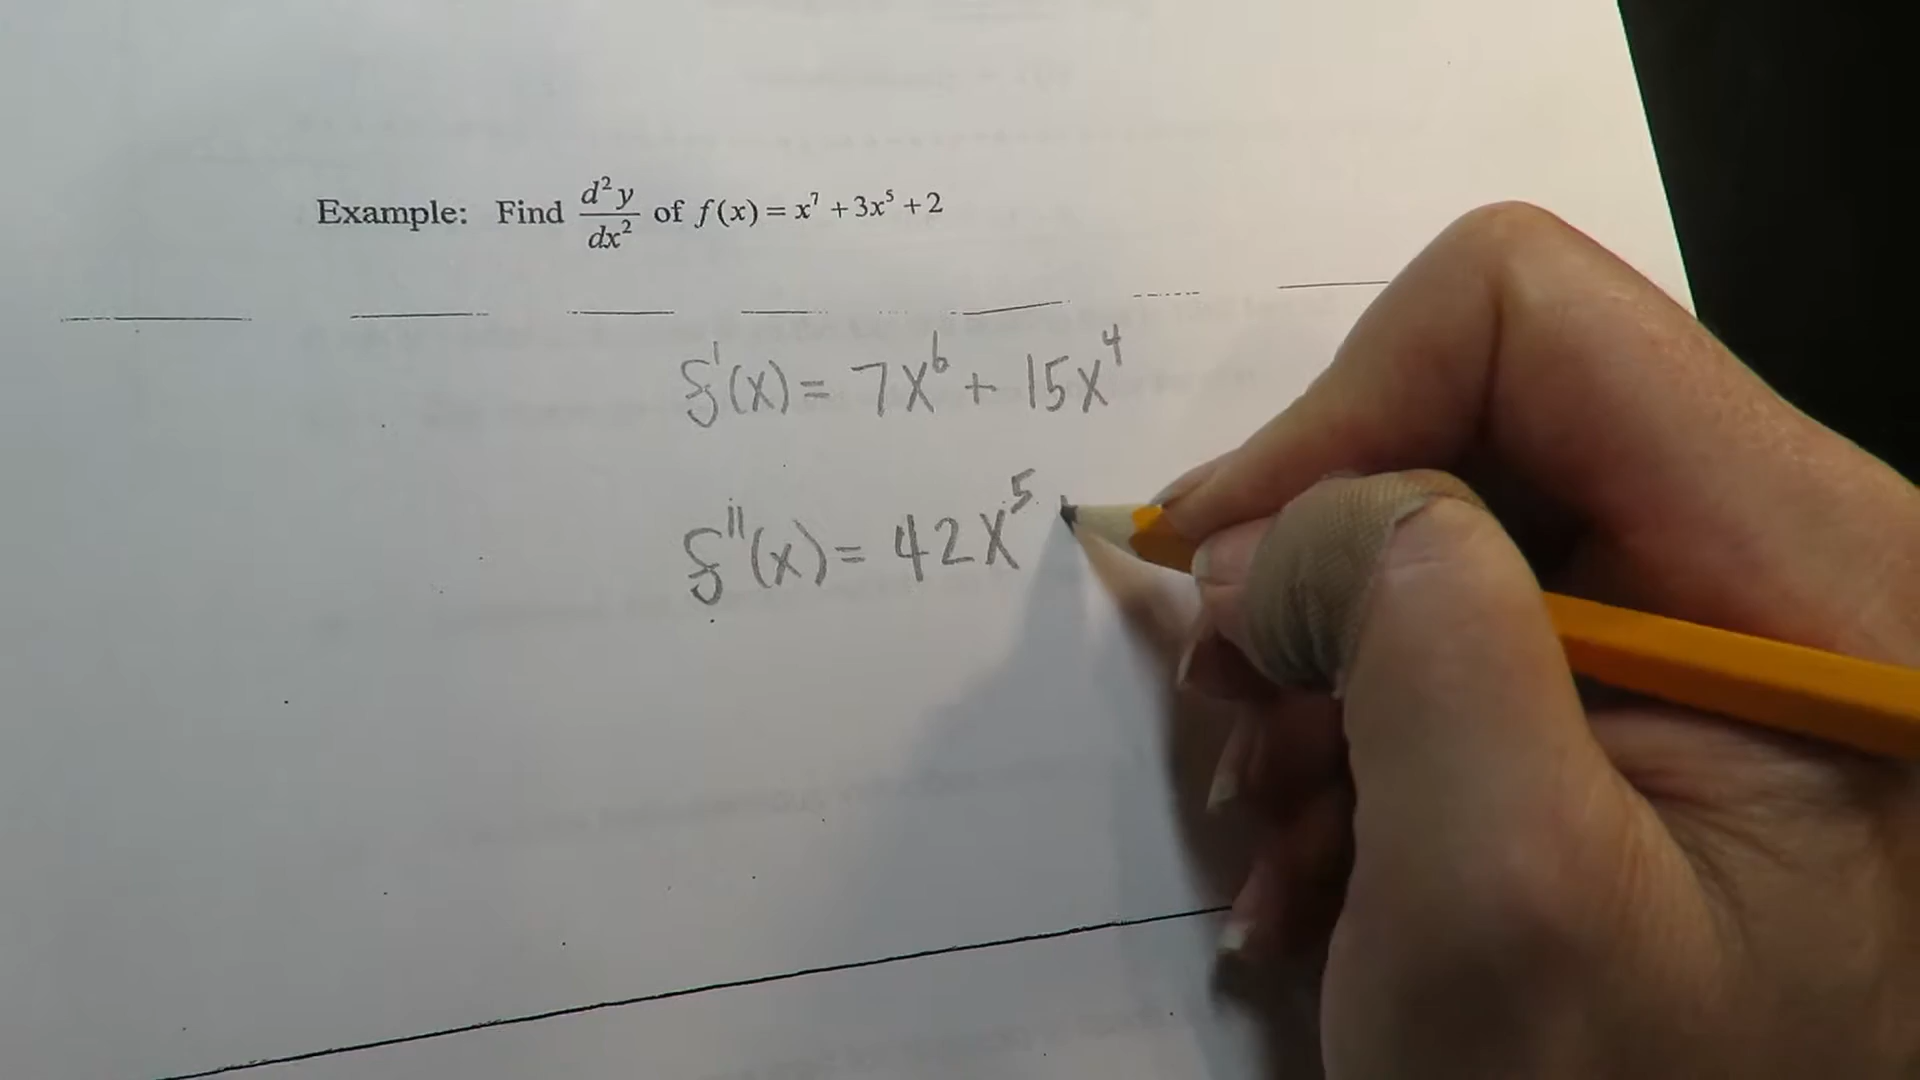 Example: Find d²y/dx² of f(x) = x⁷ + 3x⁵ + 2
f'(x) = 7x⁶ + 15x⁴
f''(x) = 42x⁵